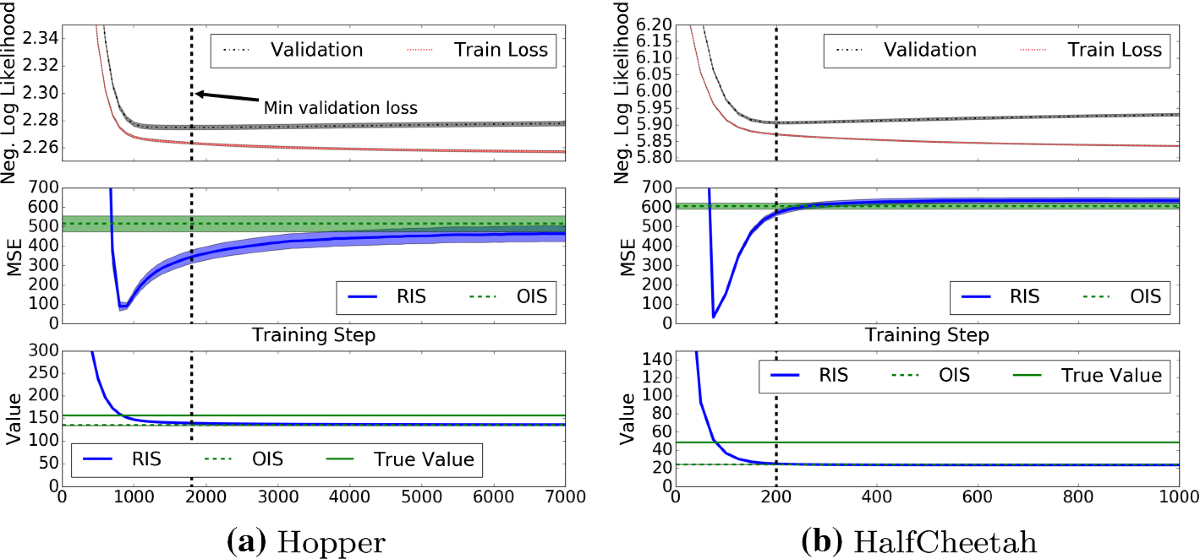 Neg. Log Likelihood
2.34
2.32
2.30
2.28
2.26
Validation
Train Loss
Min validation loss
MSE
700
600
500
400
300
200
100
0
RIS
OIS
Training Step
Value
300
250
200
150
100
50
0
RIS
OIS
True Value
0
1000
2000
3000
4000
5000
6000
7000
(a) Hopper
Neg. Log Likelihood
6.20
6.15
6.10
6.05
6.00
5.95
5.90
5.85
5.80
Validation
Train Loss
MSE
700
600
500
400
300
200
100
0
RIS
OIS
Value
140
120
100
80
60
40
20
0
RIS
OIS
True Value
0
200
400
600
800
1000
(b) HalfCheetah